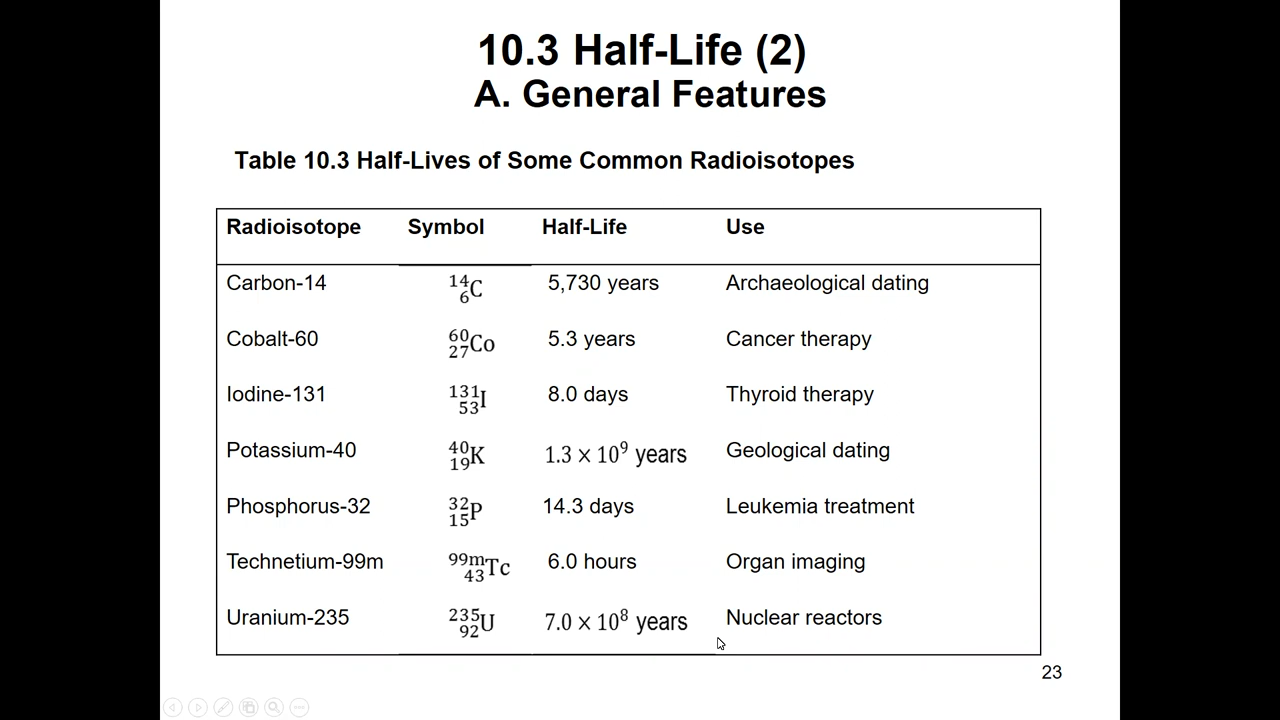 10.3 Half-Life (2)
A. General Features
Table 10.3 Half-Lives of Some Common Radioisotopes
Radioisotope Symbol Half-Life Use
Carbon-14 ¹⁴₆C 5,730 years Archaeological dating
Cobalt-60 ⁶⁰₂₇Co 5.3 years Cancer therapy
Iodine-131 ¹³¹₅₃I 8.0 days Thyroid therapy
Potassium-40 ⁴⁰₁₉K 1.3 × 10⁹ years Geological dating
Phosphorus-32 ³²₁₅P 14.3 days Leukemia treatment
Technetium-99m ⁹⁹ᵐ₄₃Tc 6.0 hours Organ imaging
Uranium-235 ²³⁵₉₂U 7.0 × 10⁸ years Nuclear reactors
23